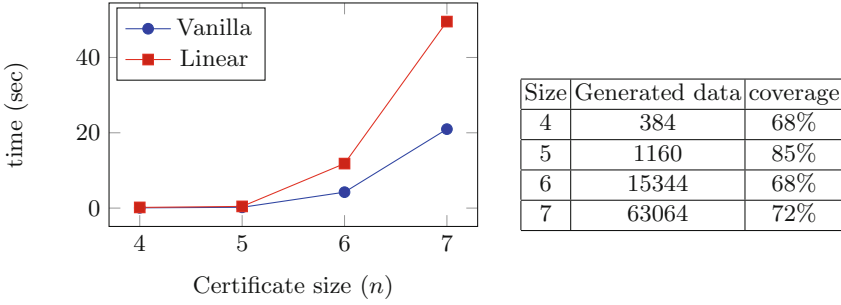 Vanilla
Linear
40
20
0
time (sec)
4 5 6 7
Certificate size (n)
Size Generated data coverage
4 384 68%
5 1160 85%
6 15344 68%
7 63064 72%